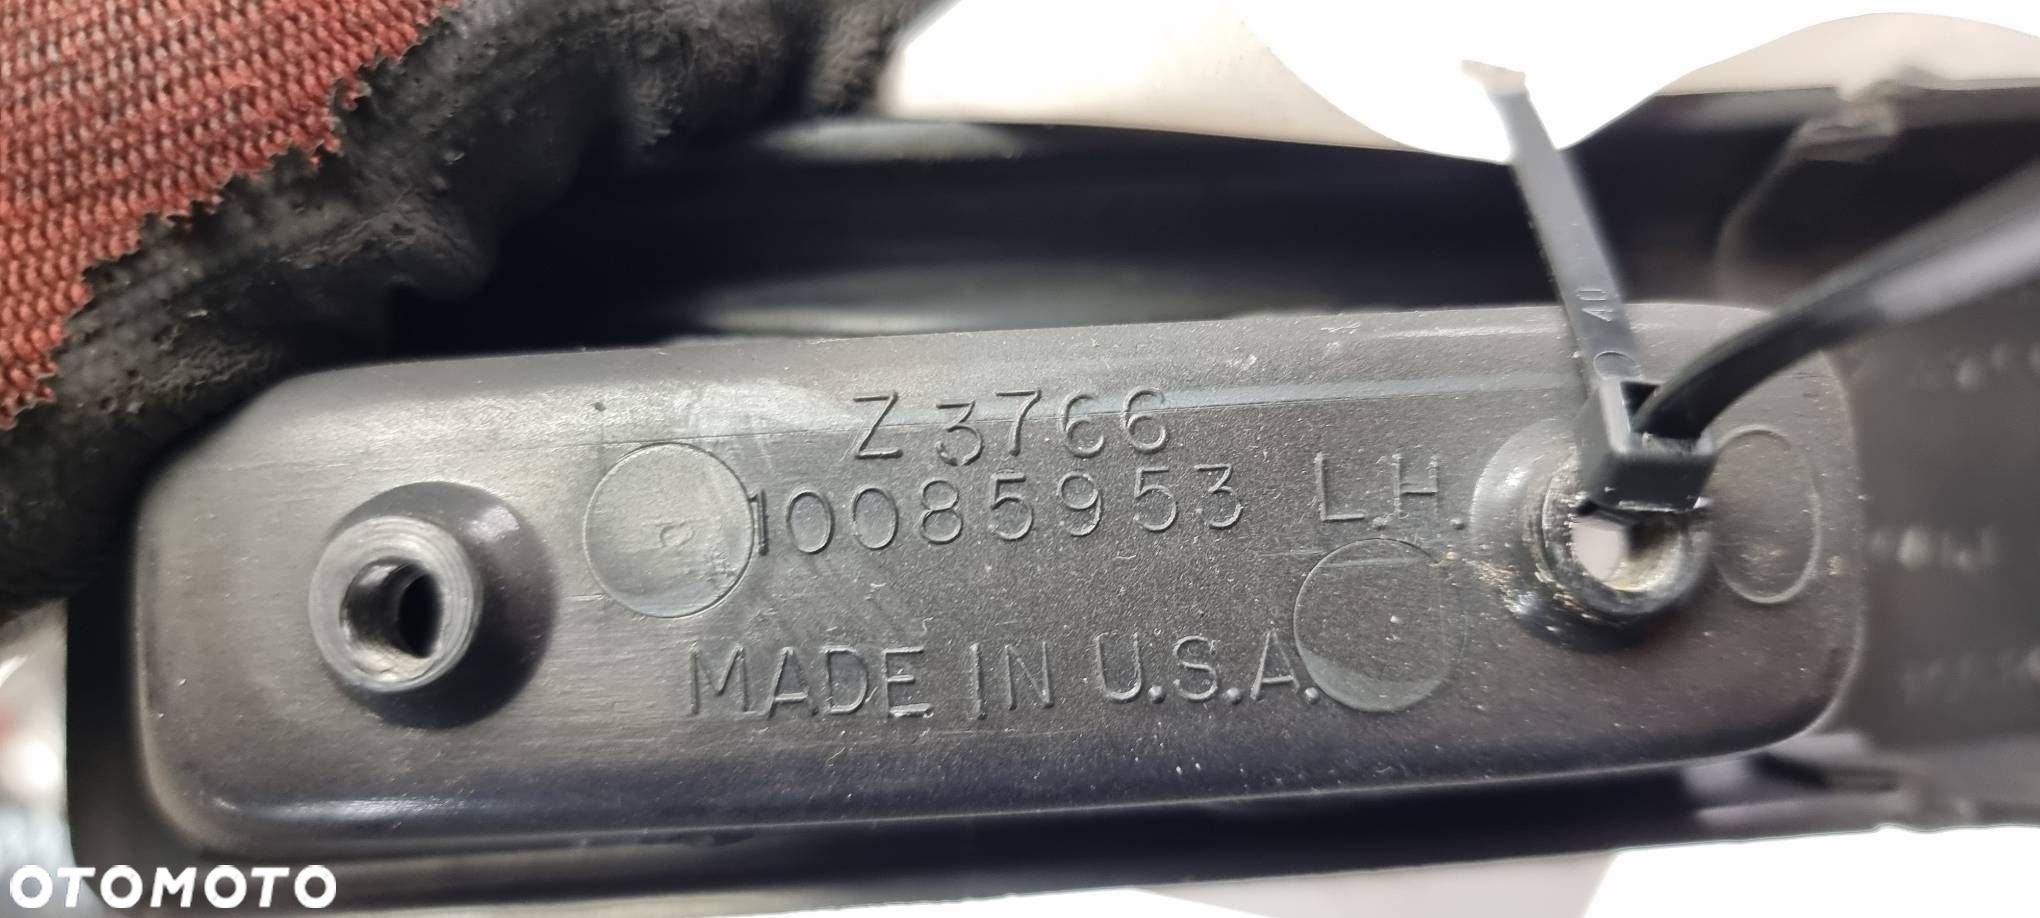 Z 3766
10085953 L.H.
MADE IN U.S.A.
40
OTOMOTO